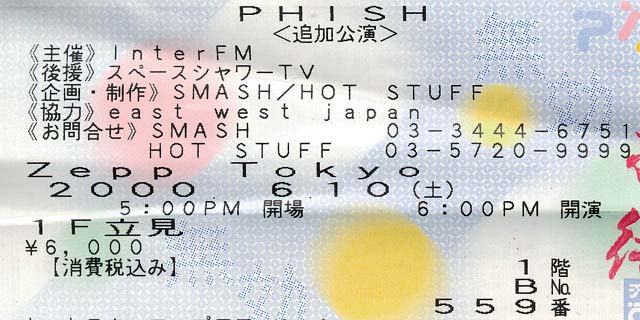 PHISH
<追加公演>
《主催》InterFM
《後援》スペースシャワーTV
《企画・制作》SMASH/HOT STUFF
《協力》east west japan
《お問合せ》SMASH 03-3444-6751
HOT STUFF 03-5720-9999
Zepp Tokyo
2000 6 10(土)
5:00PM 開場 6:00PM 開演
1F立見
¥6,000
【消費税込み】
1 階
B No.
559 番